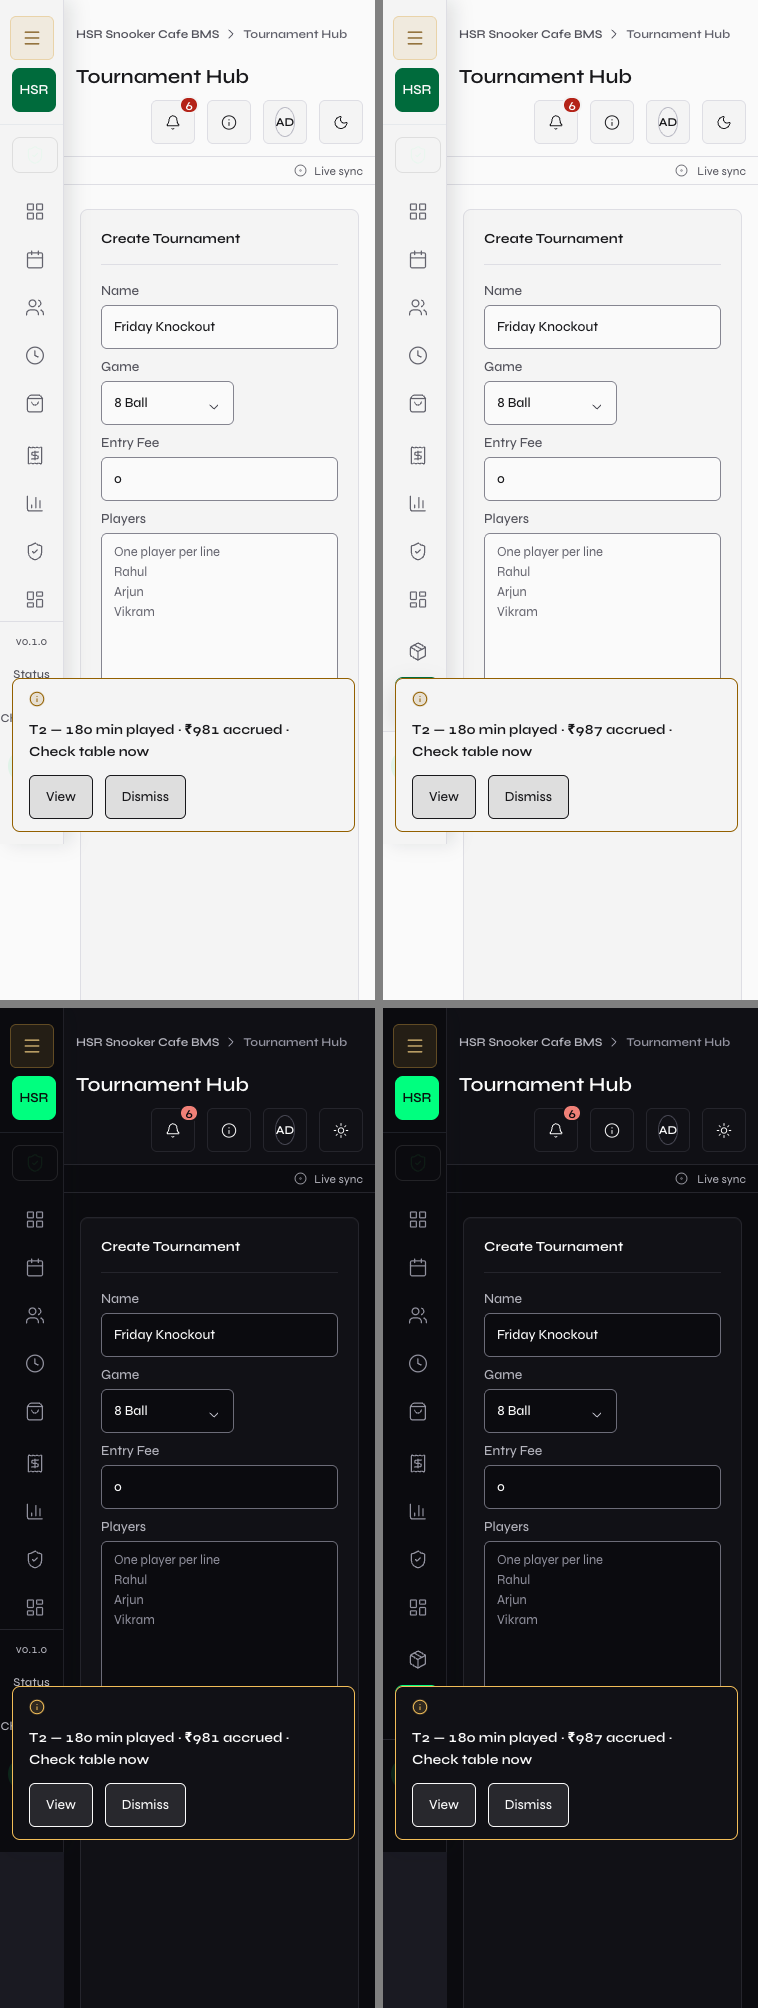 HSR Snooker Cafe BMS > Tournament Hub
HSR
Tournament Hub
6
AD
Live sync
Create Tournament
Name
Friday Knockout
Game
8 Ball
Entry Fee
0
Players
One player per line
Rahul
Arjun
Vikram
v0.1.0
Status
T2 — 180 min played · ₹981 accrued ·
Check table now
View
Dismiss
HSR Snooker Cafe BMS > Tournament Hub
HSR
Tournament Hub
6
AD
Live sync
Create Tournament
Name
Friday Knockout
Game
8 Ball
Entry Fee
0
Players
One player per line
Rahul
Arjun
Vikram
T2 — 180 min played · ₹987 accrued ·
Check table now
View
Dismiss
HSR Snooker Cafe BMS > Tournament Hub
HSR
Tournament Hub
6
AD
Live sync
Create Tournament
Name
Friday Knockout
Game
8 Ball
Entry Fee
0
Players
One player per line
Rahul
Arjun
Vikram
v0.1.0
Status
T2 — 180 min played · ₹981 accrued ·
Check table now
View
Dismiss
HSR Snooker Cafe BMS > Tournament Hub
HSR
Tournament Hub
6
AD
Live sync
Create Tournament
Name
Friday Knockout
Game
8 Ball
Entry Fee
0
Players
One player per line
Rahul
Arjun
Vikram
T2 — 180 min played · ₹987 accrued ·
Check table now
View
Dismiss